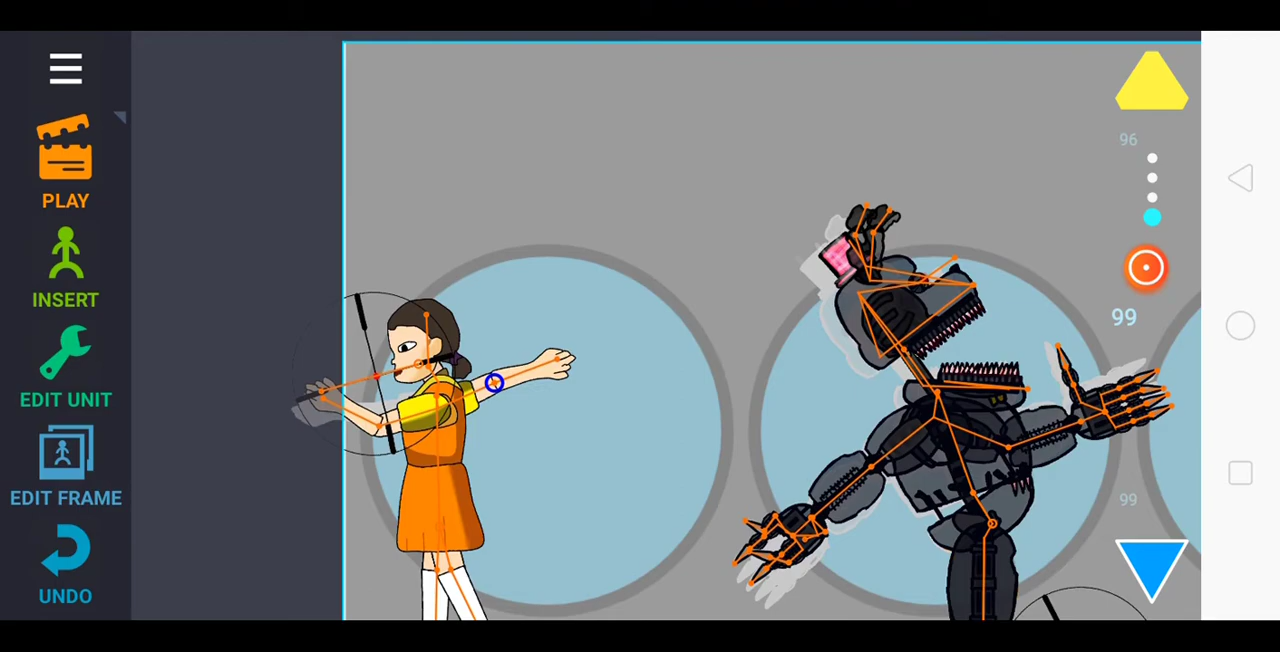 PLAY
INSERT
EDIT UNIT
EDIT FRAME
UNDO
96
99
99